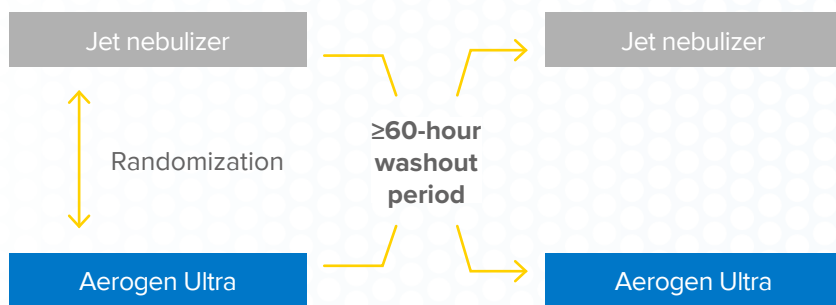 Jet nebulizer
Jet nebulizer
Randomization
≥60-hour
washout
period
Aerogen Ultra
Aerogen Ultra